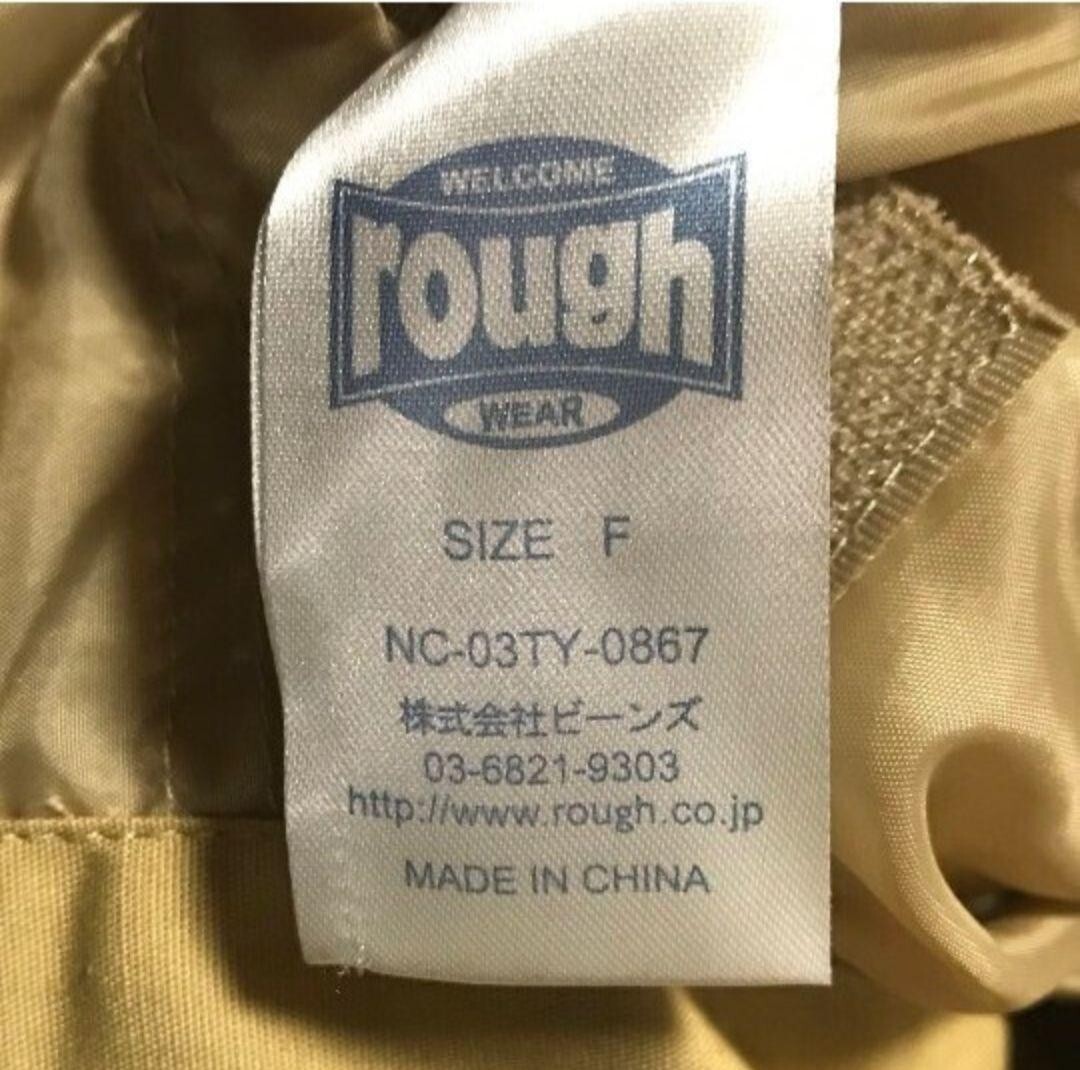 WELCOME
rough
WEAR
SIZE F
NC-03TY-0867
株式会社ビーンズ
03-6821-9303
http://www.rough.co.jp
MADE IN CHINA